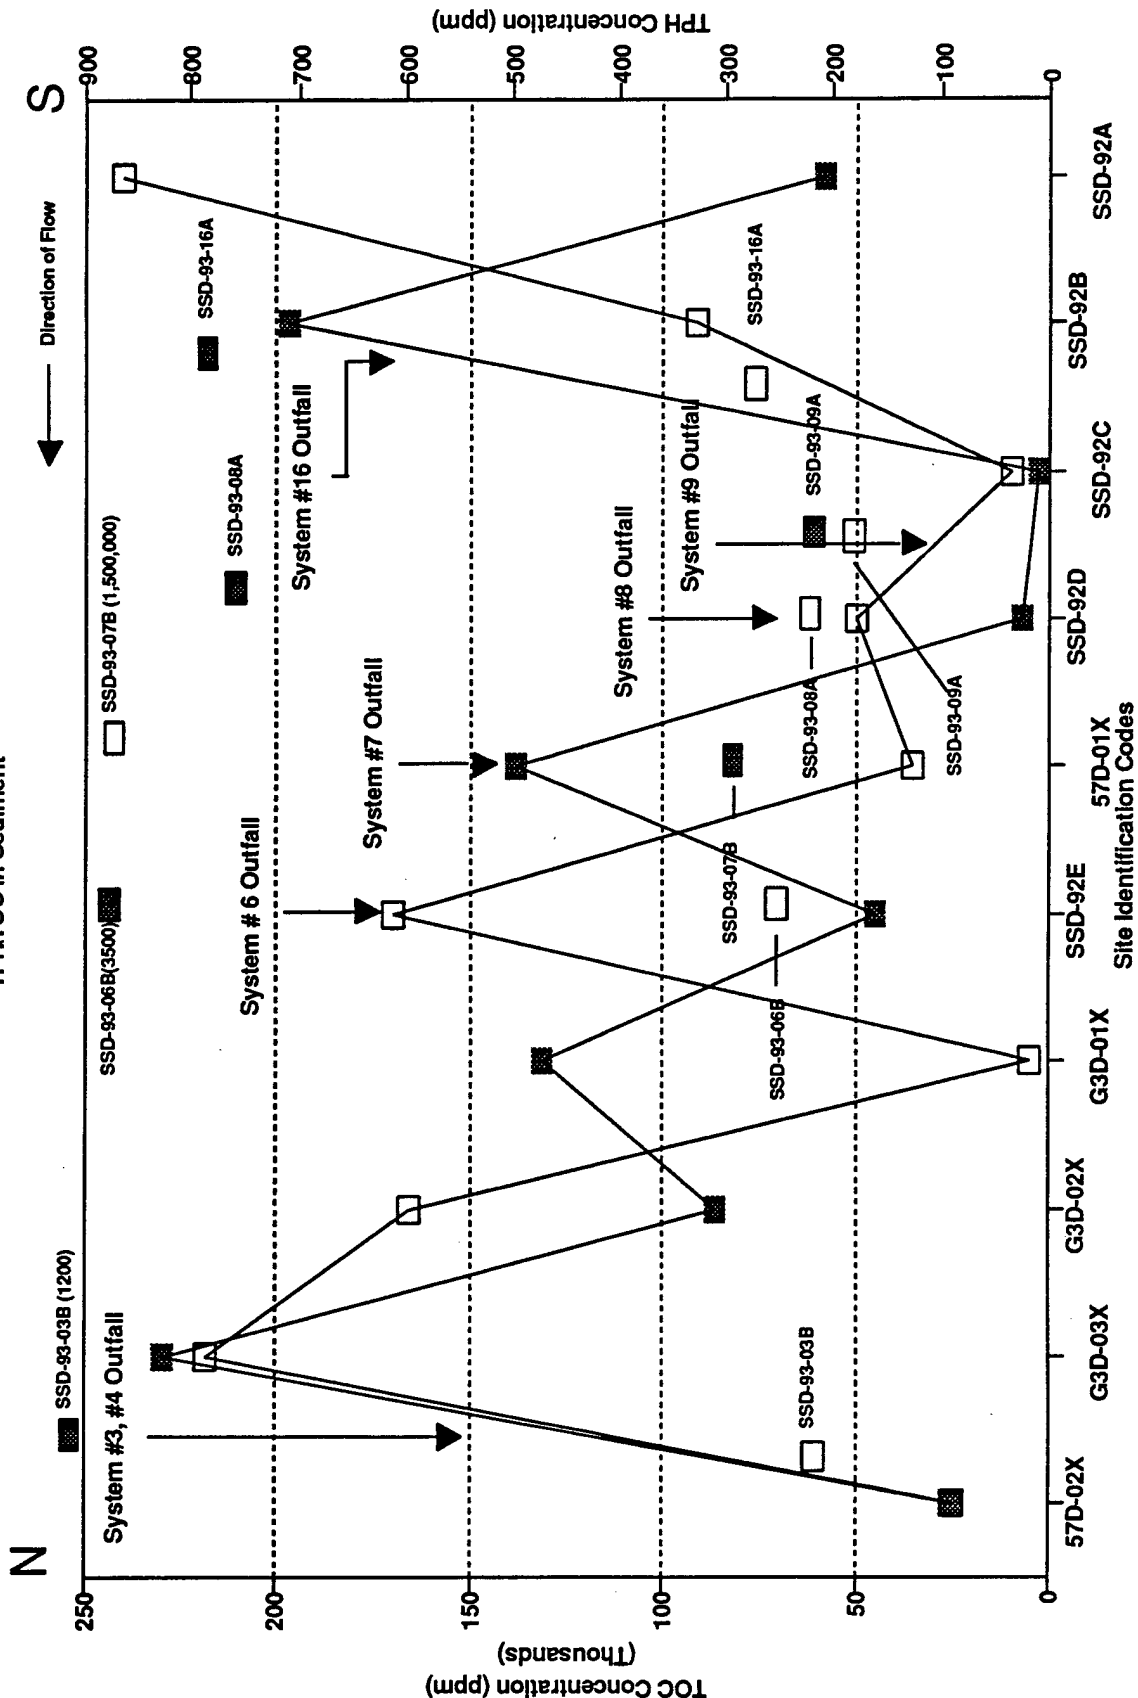 TPH/TOC in Sediment
N
S
Direction of Flow
SSD-93-03B (1200)
SSD-93-06B(3500)
SSD-93-07B (1,500,000)
SSD-93-08A
SSD-93-16A
System #3, #4 Outfall
System # 6 Outfall
System #7 Outfall
System #8 Outfall
System #9 Outfall
System #16 Outfall
SSD-93-03B
SSD-93-06B
SSD-93-07B
SSD-93-08A
SSD-93-09A
SSD-93-09A
SSD-93-16A
TOC Concentration (ppm)
(Thousands)
250
200
150
100
50
0
TPH Concentration (ppm)
900
800
700
600
500
400
300
200
100
0
57D-02X
G3D-03X
G3D-02X
G3D-01X
SSD-92E
57D-01X
SSD-92D
SSD-92C
SSD-92B
SSD-92A
Site Identification Codes